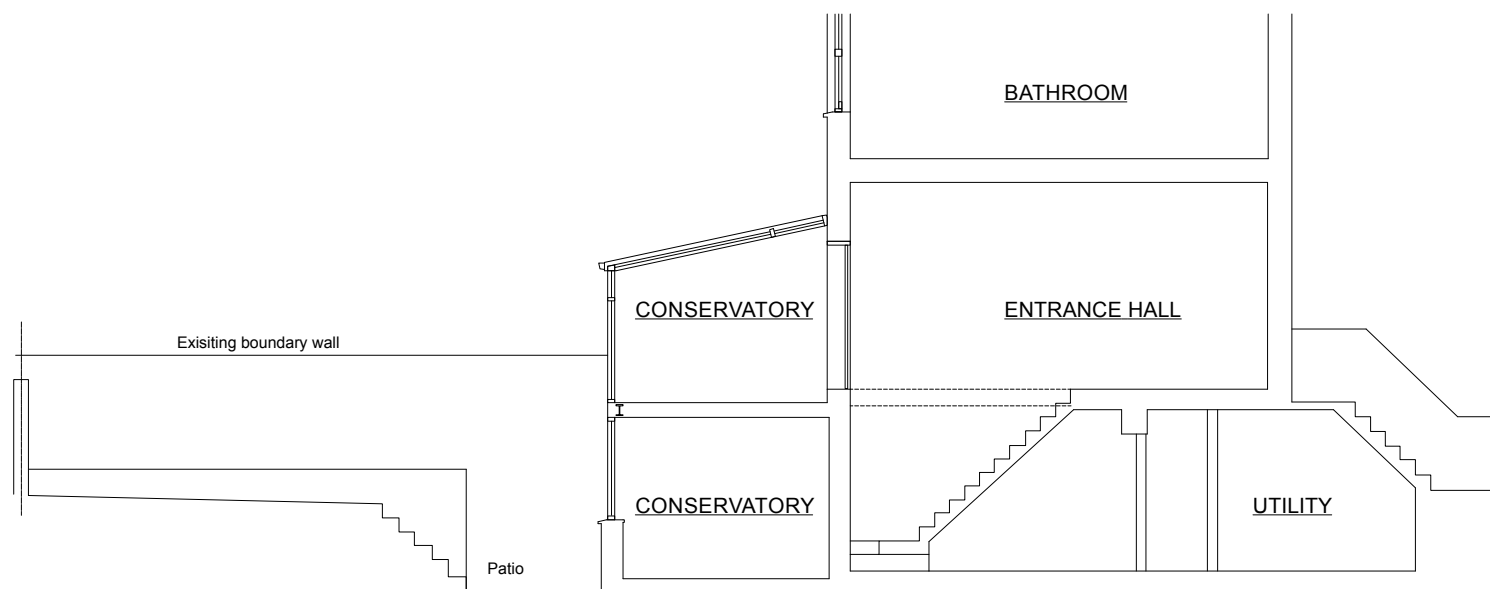 BATHROOM
CONSERVATORY
ENTRANCE HALL
Exisiting boundary wall
CONSERVATORY
UTILITY
Patio